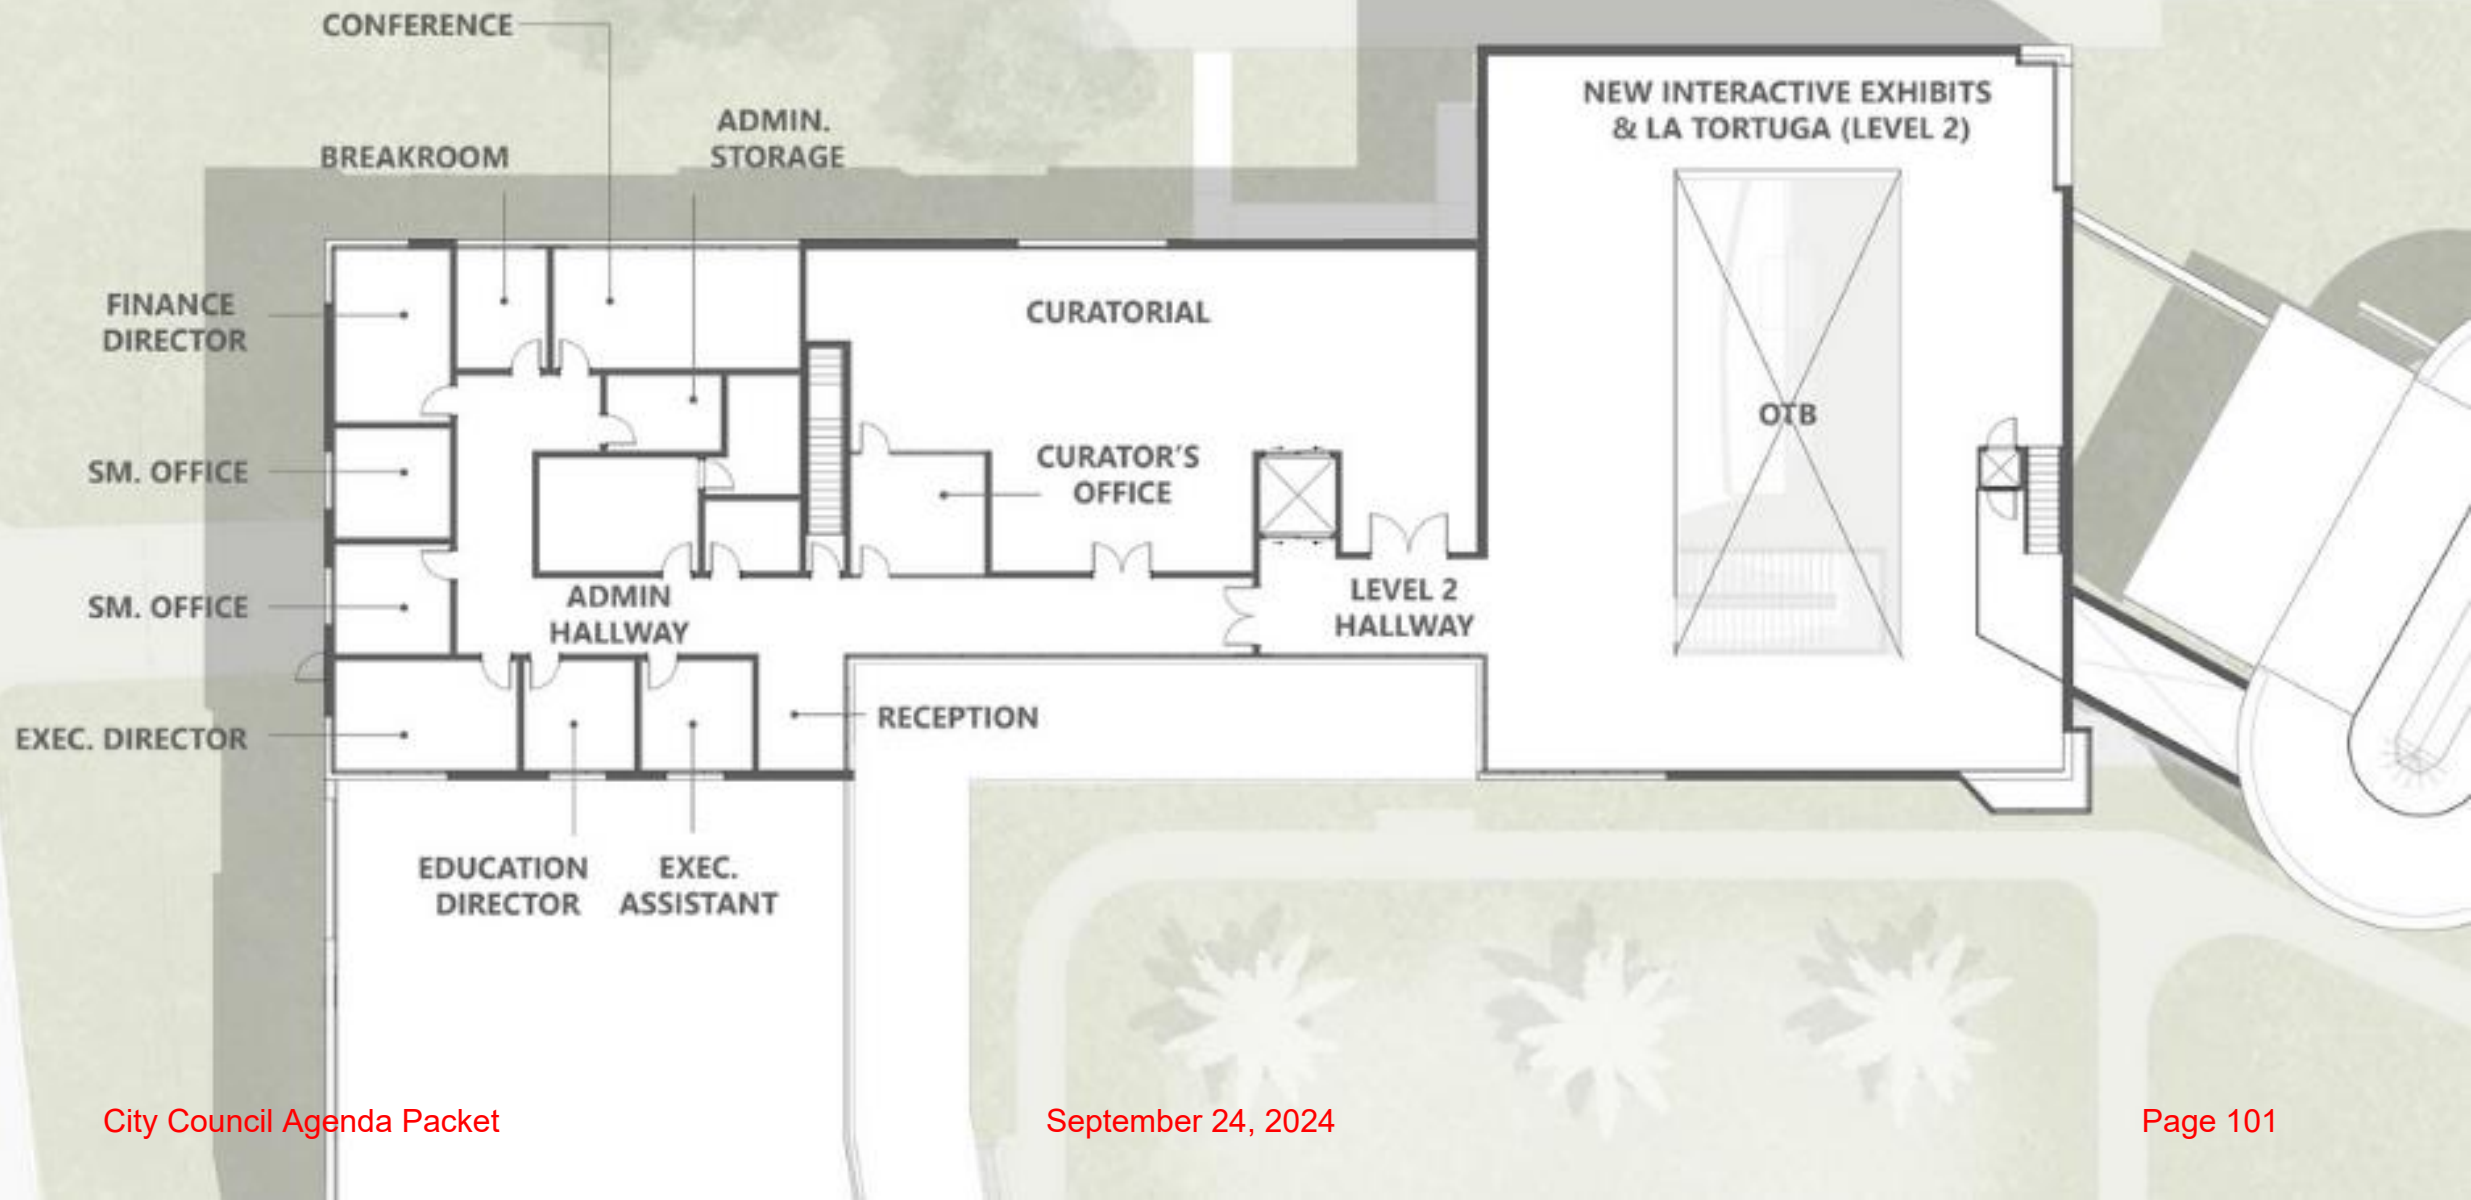 CONFERENCE
ADMIN.
STORAGE
BREAKROOM
NEW INTERACTIVE EXHIBITS
& LA TORTUGA (LEVEL 2)
FINANCE
DIRECTOR
CURATORIAL
OTB
SM. OFFICE
CURATOR'S
OFFICE
SM. OFFICE
ADMIN
HALLWAY
LEVEL 2
HALLWAY
EXEC. DIRECTOR
RECEPTION
EDUCATION
DIRECTOR
EXEC.
ASSISTANT
City Council Agenda Packet
September 24, 2024
Page 101